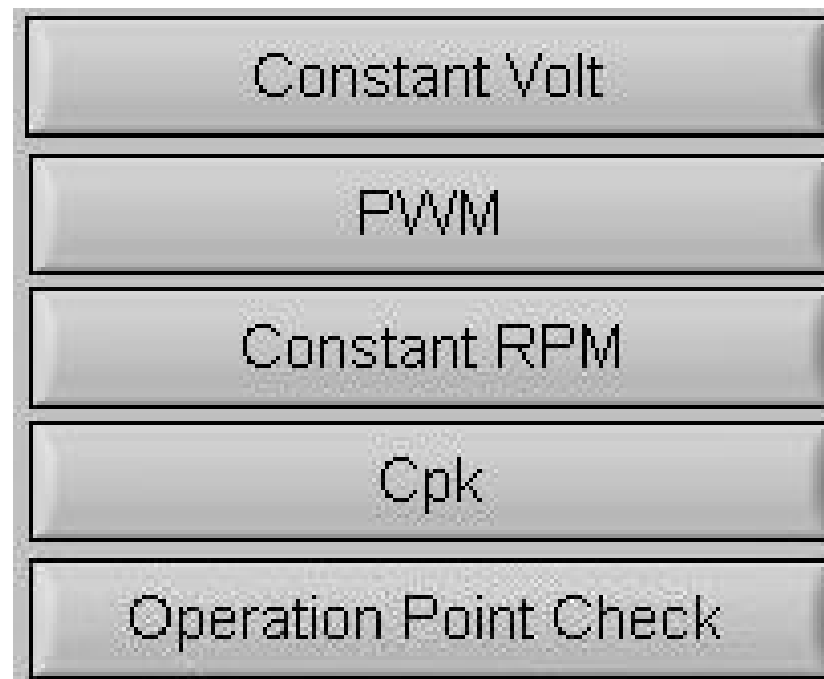 Constant Volt
PWM
Constant RPM
Cpk
Operation Point Check